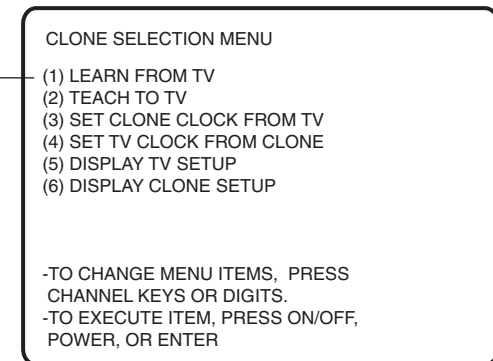 CLONE SELECTION MENU
(1) LEARN FROM TV
(2) TEACH TO TV
(3) SET CLONE CLOCK FROM TV
(4) SET TV CLOCK FROM CLONE
(5) DISPLAY TV SETUP
(6) DISPLAY CLONE SETUP
-TO CHANGE MENU ITEMS, PRESS
CHANNEL KEYS OR DIGITS.
-TO EXECUTE ITEM, PRESS ON/OFF,
POWER, OR ENTER